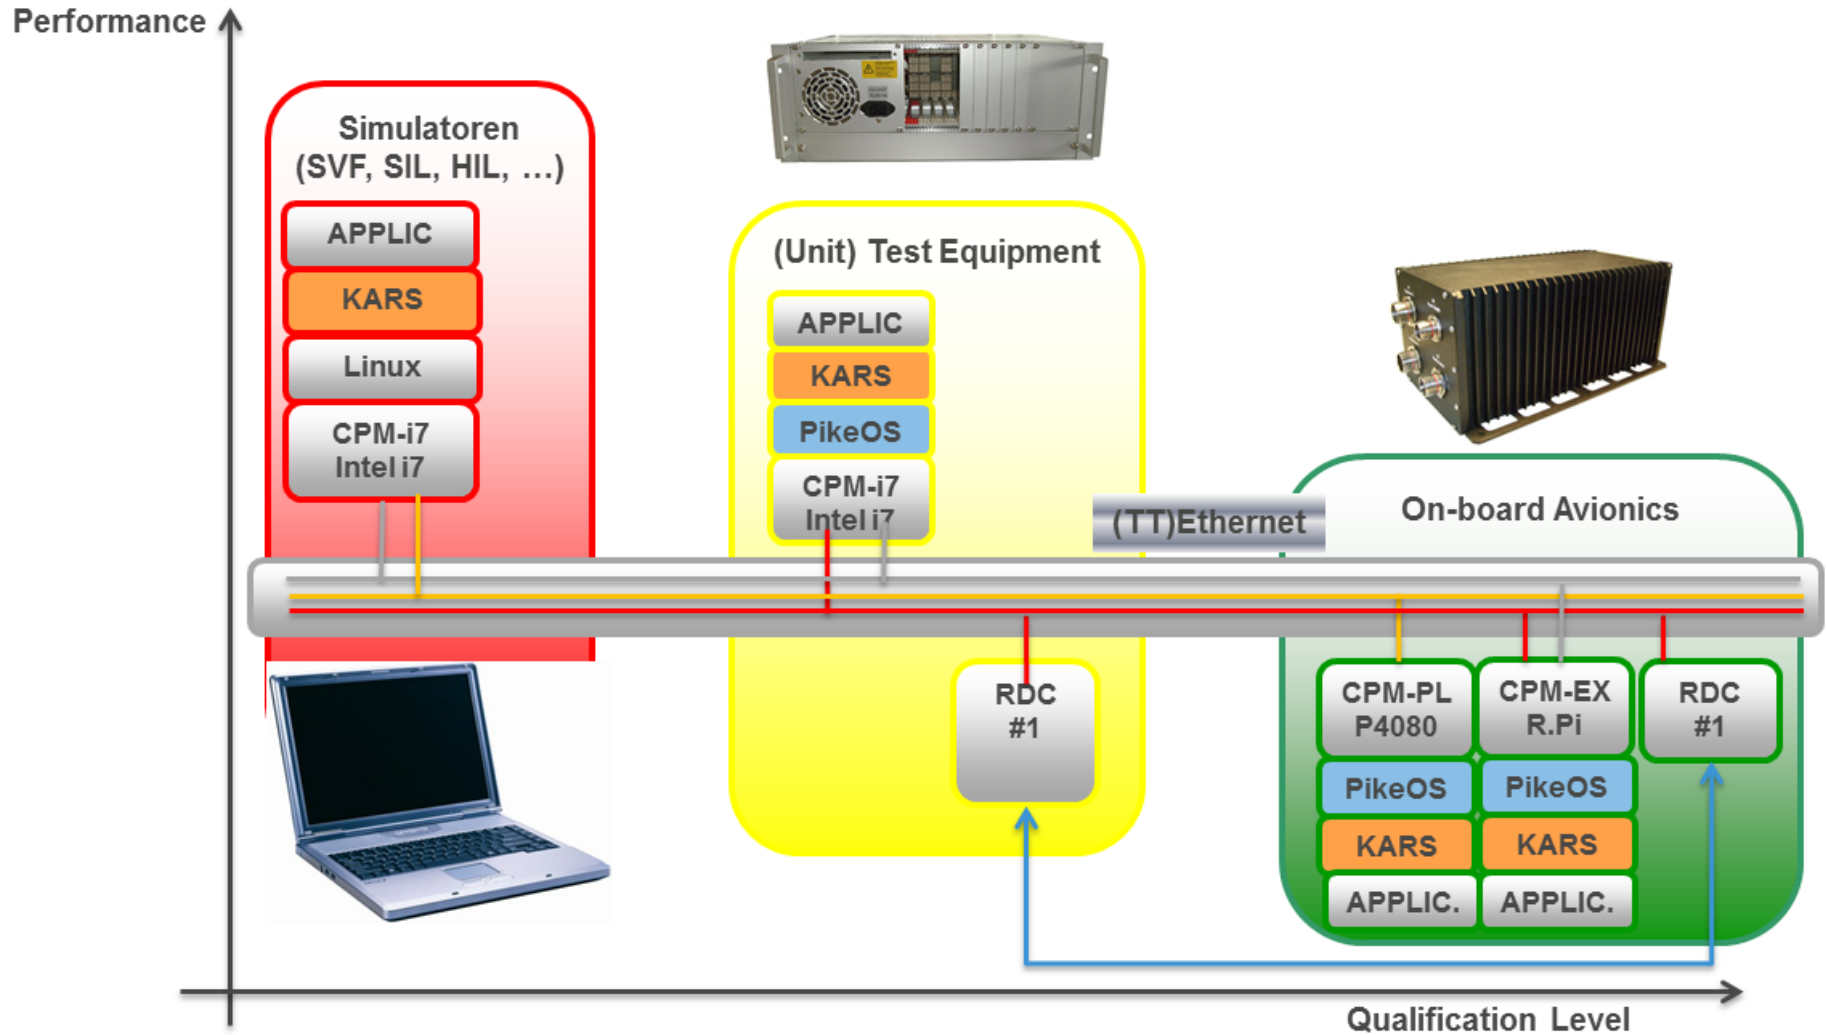 Performance
Simulatoren
(SVF, SIL, HIL, …)
APPLIC
KARS
Linux
CPM-i7
Intel i7
(Unit) Test Equipment
APPLIC
KARS
PikeOS
CPM-i7
Intel i7
RDC
#1
(TT)Ethernet
On-board Avionics
CPM-PL
P4080
PikeOS
KARS
APPLIC.
CPM-EX
R.Pi
PikeOS
KARS
APPLIC.
RDC
#1
Qualification Level